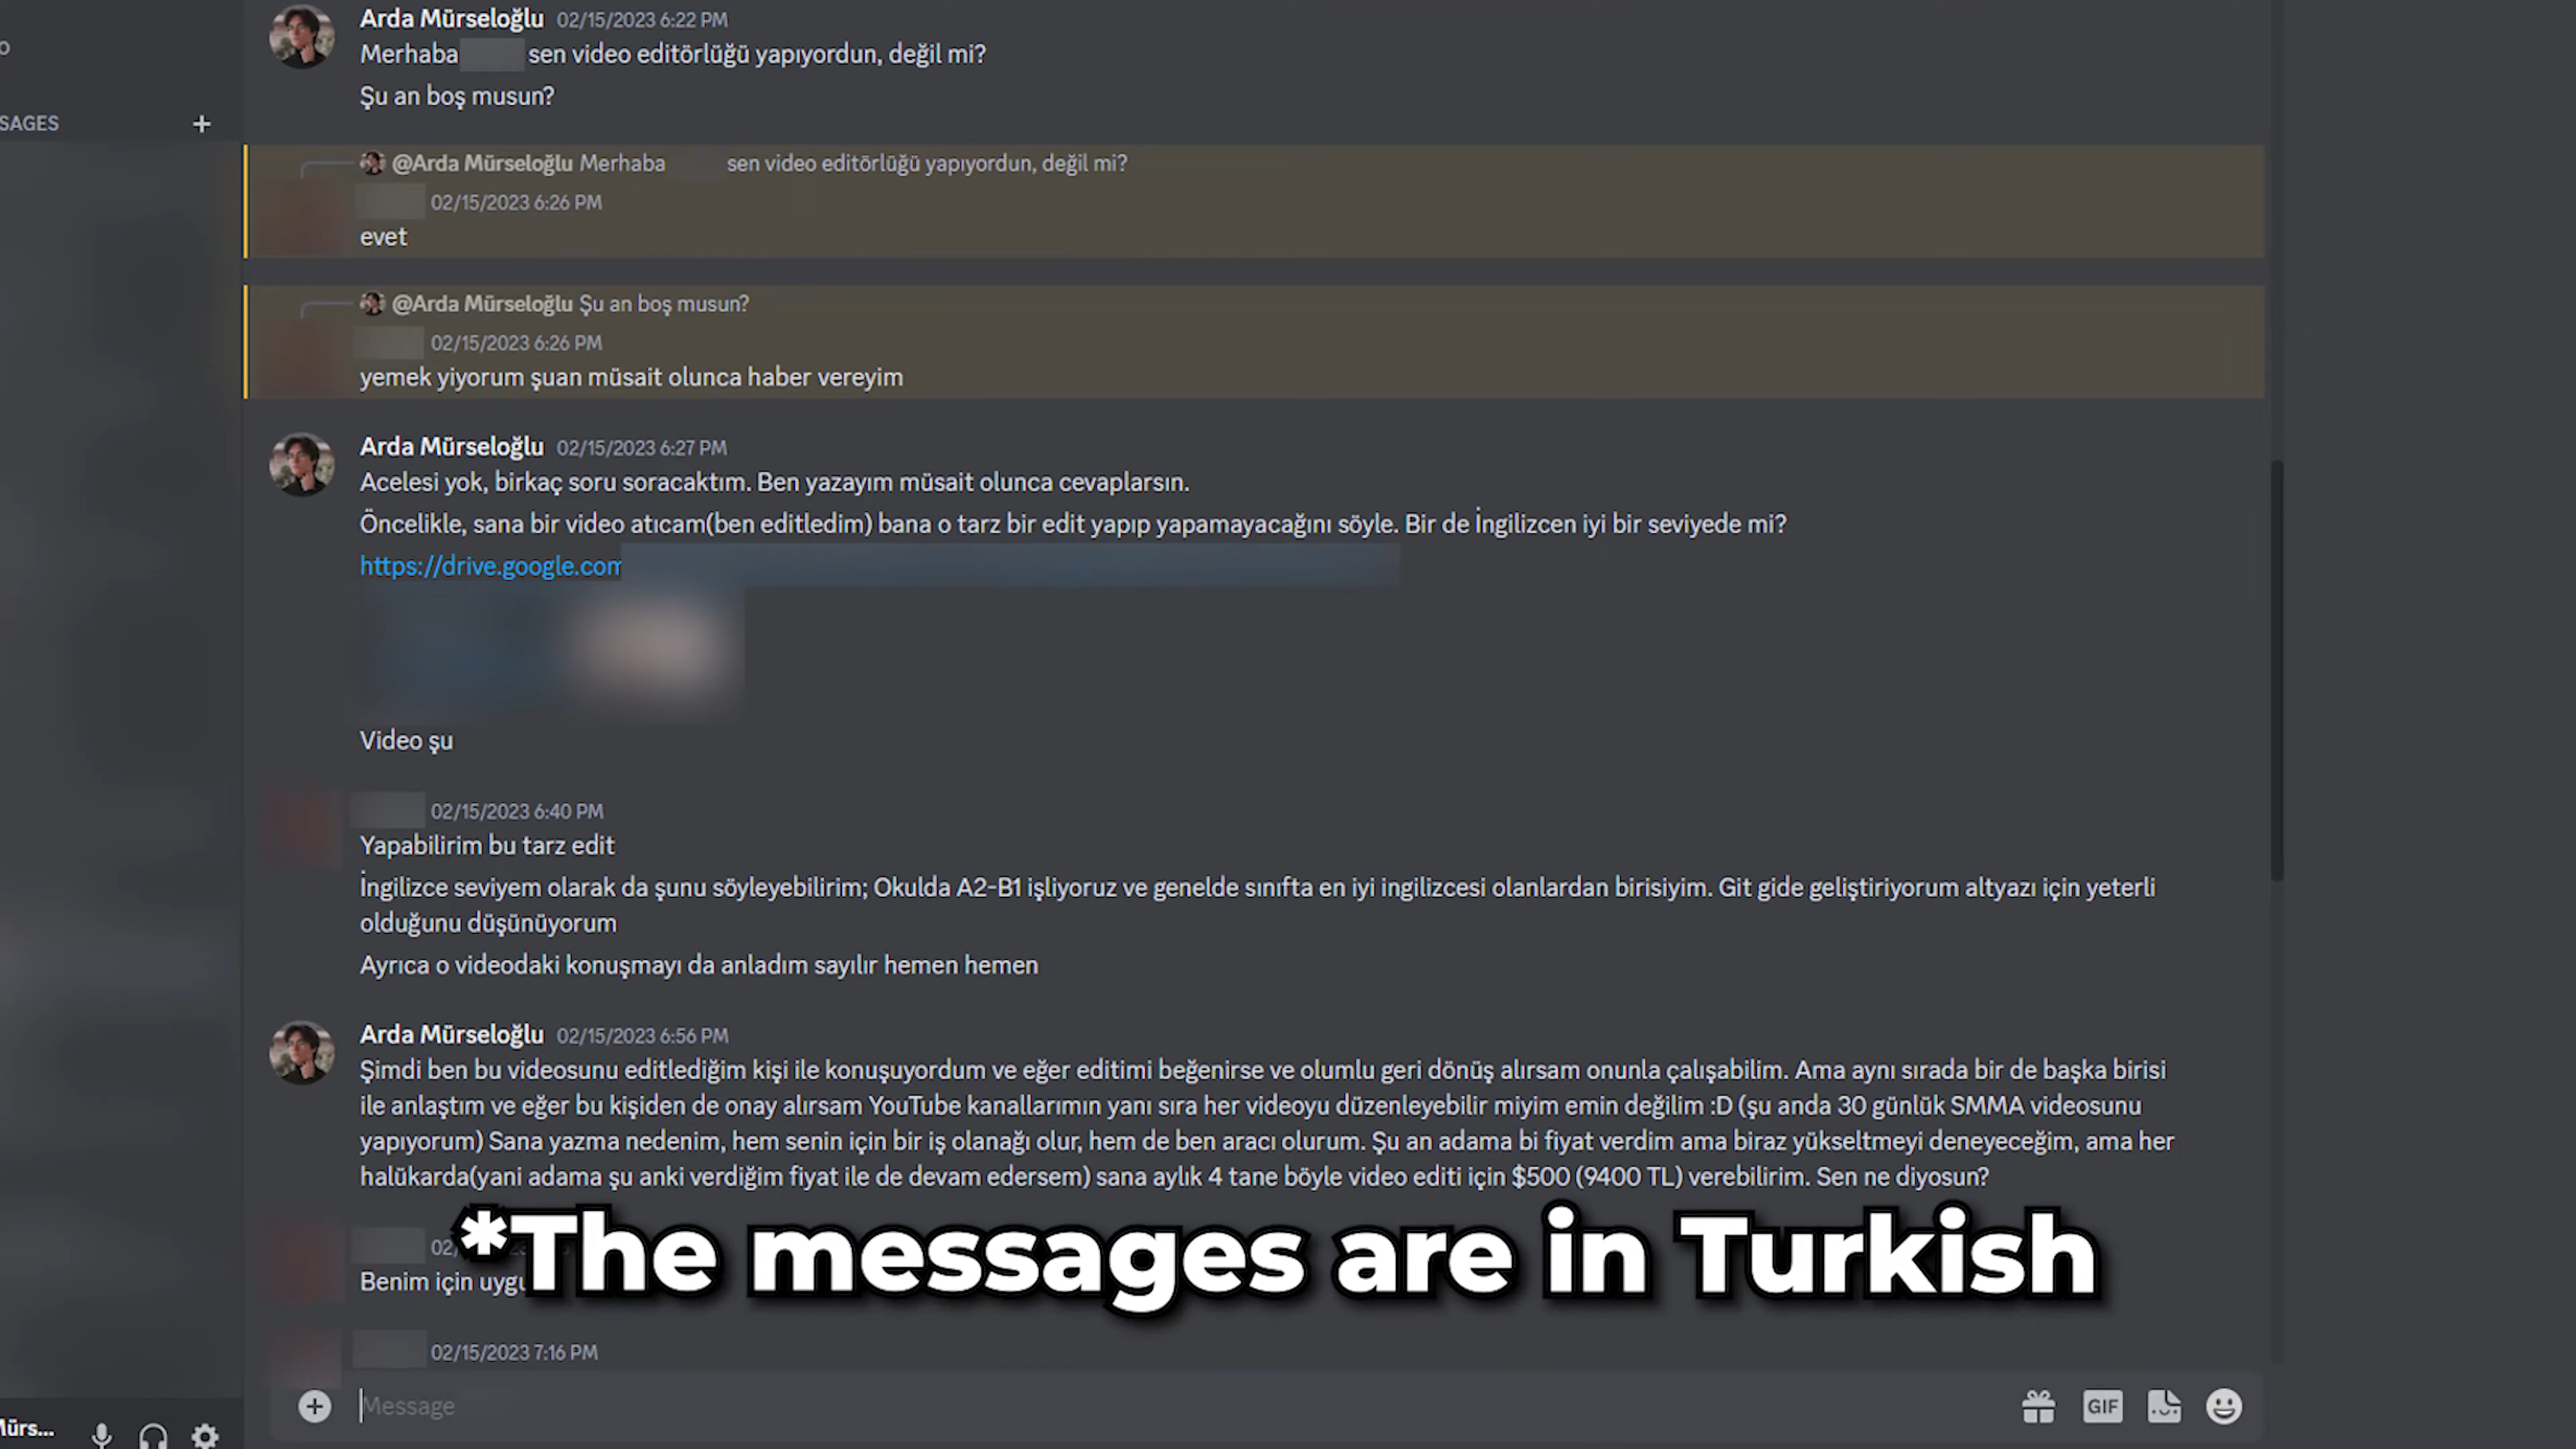 Arda Mürseloğlu 02/15/2023 6:22 PM
Merhaba sen video editörlüğü yapıyordun, değil mi?
Şu an boş musun?
SAGES +
@Arda Mürseloğlu Merhaba sen video editörlüğü yapıyordun, değil mi?
02/15/2023 6:26 PM
evet
@Arda Mürseloğlu Şu an boş musun?
02/15/2023 6:26 PM
yemek yiyorum şuan müsait olunca haber vereyim
Arda Mürseloğlu 02/15/2023 6:27 PM
Acelesi yok, birkaç soru soracaktım. Ben yazayım müsait olunca cevaplarsın.
Öncelikle, sana bir video atıcam(ben editledim) bana o tarz bir edit yapıp yapamayacağını söyle. Bir de İngilizcen iyi bir seviyede mi?
https://drive.google.com
Video şu
02/15/2023 6:40 PM
Yapabilirim bu tarz edit
İngilizce seviyem olarak da şunu söyleyebilirim; Okulda A2-B1 işliyoruz ve genelde sınıfta en iyi ingilizcesi olanlardan birisiyim. Git gide geliştiriyorum altyazı için yeterli
olduğunu düşünüyorum
Ayrıca o videodaki konuşmayı da anladım sayılır hemen hemen
Arda Mürseloğlu 02/15/2023 6:56 PM
Şimdi ben bu videosunu editlediğim kişi ile konuşuyordum ve eğer editimi beğenirse ve olumlu geri dönüş alırsam onunla çalışabilim. Ama aynı sırada bir de başka birisi
ile anlaştım ve eğer bu kişiden de onay alırsam YouTube kanallarımın yanı sıra her videoyu düzenleyebilir miyim emin değilim :D (şu anda 30 günlük SMMA videosunu
yapıyorum) Sana yazma nedenim, hem senin için bir iş olanağı olur, hem de ben aracı olurum. Şu an adama bi fiyat verdim ama biraz yükseltmeyi deneyeceğim, ama her
halükarda(yani adama şu anki verdiğim fiyat ile de devam edersem) sana aylık 4 tane böyle video editi için $500 (9400 TL) verebilirim. Sen ne diyosun?
*The messages are in Turkish
Benim için
02/15/2023 7:16 PM
Message
GIF
Mürs...